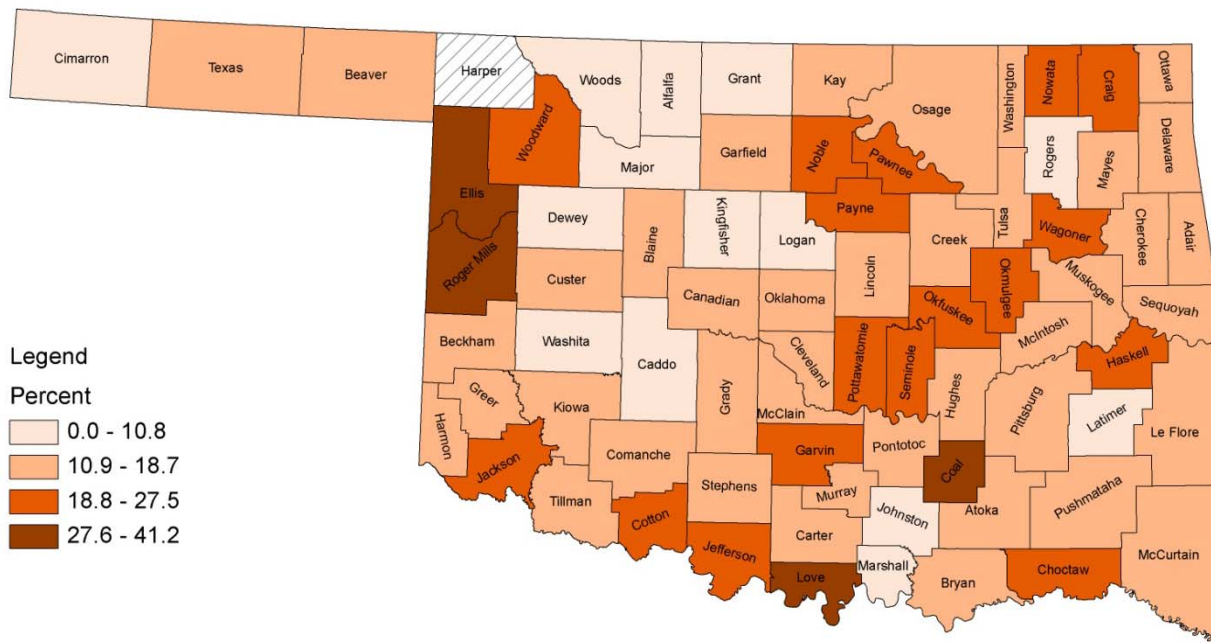 Cimarron
Texas
Beaver
Harper
Woods
Alfalfa
Grant
Kay
Osage
Washington
Nowata
Craig
Ottawa
Woodward
Major
Garfield
Noble
Pawnee
Rogers
Mayes
Delaware
Ellis
Dewey
Blaine
Kingfisher
Logan
Payne
Creek
Tulsa
Wagoner
Cherokee
Adair
Roger Mills
Custer
Canadian
Oklahoma
Lincoln
Okfuskee
Okmulgee
Muskogee
Sequoyah
Beckham
Washita
Caddo
Grady
Cleveland
McClain
Pottawatomie
Seminole
Hughes
McIntosh
Pittsburg
Haskell
Latimer
Le Flore
Harmon
Greer
Kiowa
Jackson
Tillman
Comanche
Cotton
Stephens
Jefferson
Garvin
Murray
Carter
Love
Pontotoc
Johnston
Marshall
Coal
Atoka
Bryan
Pushmataha
Choctaw
McCurtain
Legend
Percent
0.0 - 10.8
10.9 - 18.7
18.8 - 27.5
27.6 - 41.2